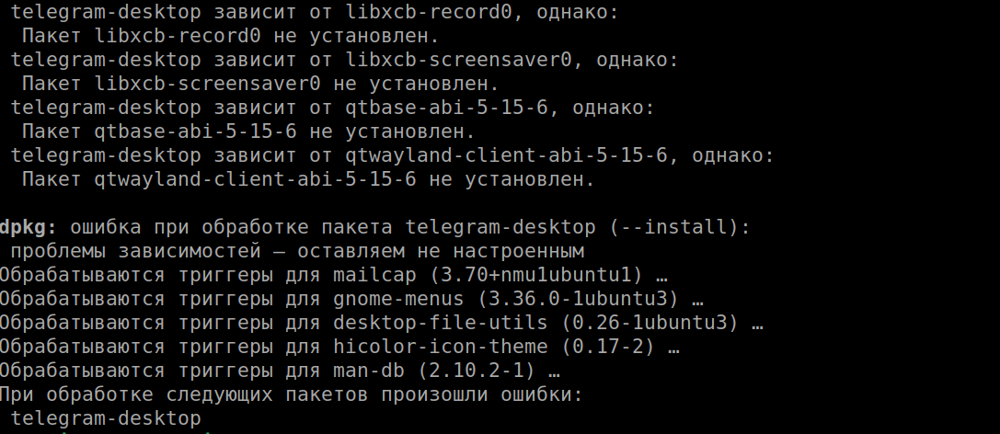 telegram-desktop зависит от libxcb-record0, однако:
Пакет libxcb-record0 не установлен.
telegram-desktop зависит от libxcb-screensaver0, однако:
Пакет libxcb-screensaver0 не установлен.
telegram-desktop зависит от qtbase-abi-5-15-6, однако:
Пакет qtbase-abi-5-15-6 не установлен.
telegram-desktop зависит от qtwayland-client-abi-5-15-6, однако:
Пакет qtwayland-client-abi-5-15-6 не установлен.
dpkg: ошибка при обработке пакета telegram-desktop (--install):
проблемы зависимостей — оставляем не настроенным
Обрабатываются триггеры для mailcap (3.70+nmu1ubuntu1) …
Обрабатываются триггеры для gnome-menus (3.36.0-1ubuntu3) …
Обрабатываются триггеры для desktop-file-utils (0.26-1ubuntu3) …
Обрабатываются триггеры для hicolor-icon-theme (0.17-2) …
Обрабатываются триггеры для man-db (2.10.2-1) …
При обработке следующих пакетов произошли ошибки:
telegram-desktop